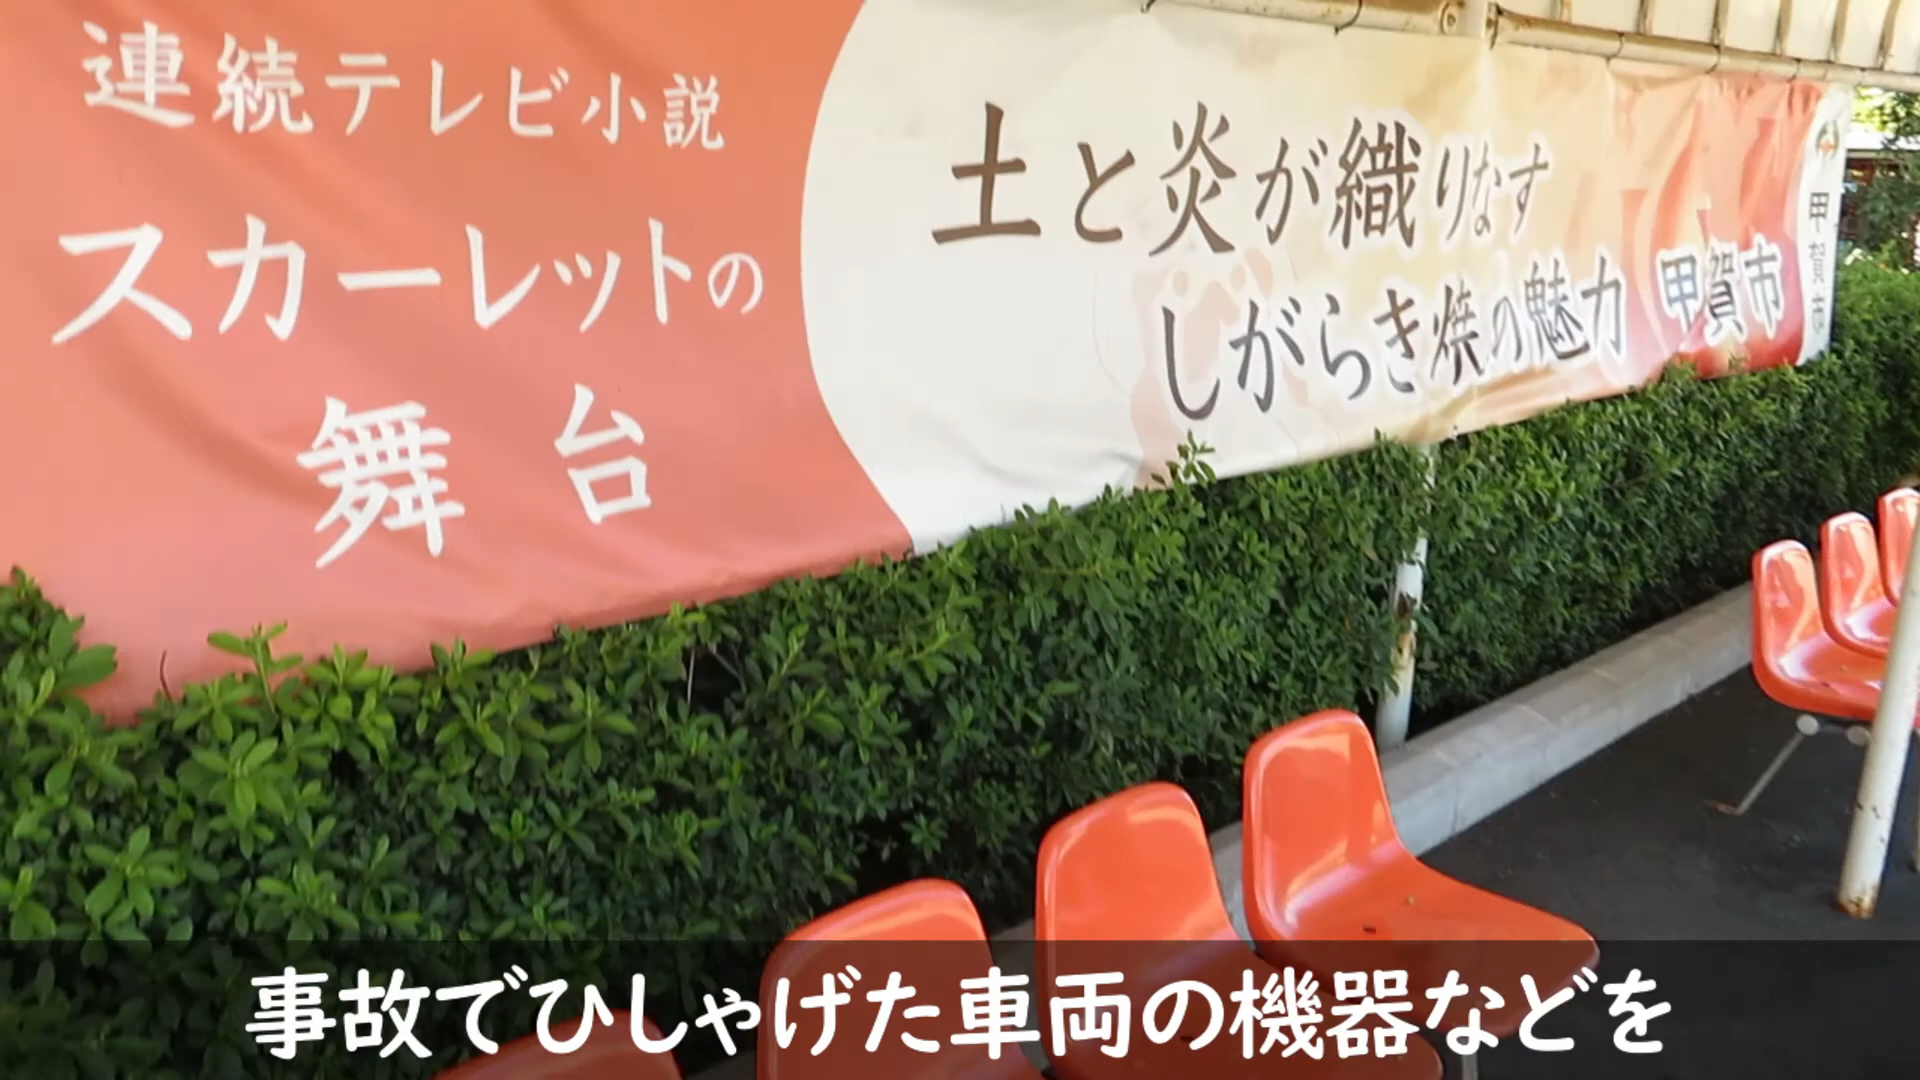 連続テレビ小説
スカーレットの
舞台
土と炎が織りなす
しがらき焼の魅力 甲賀市
甲賀市
事故でひしゃげた車両の機器などを